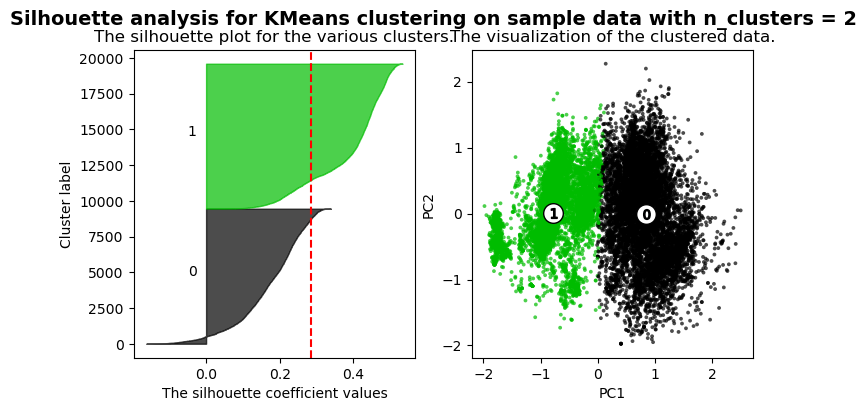 Silhouette analysis for KMeans clustering on sample data with n_clusters = 2
The silhouette plot for the various clusters.
The visualization of the clustered data.
Cluster label
20000
17500
15000
12500
10000
7500
5000
2500
0
1
0
0.0 0.2 0.4
The silhouette coefficient values
PC2
2
1
0
−1
−2
1
0
−2 −1 0 1 2
PC1